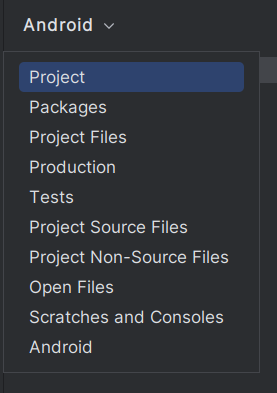 Android
Project
Packages
Project Files
Production
Tests
Project Source Files
Project Non-Source Files
Open Files
Scratches and Consoles
Android